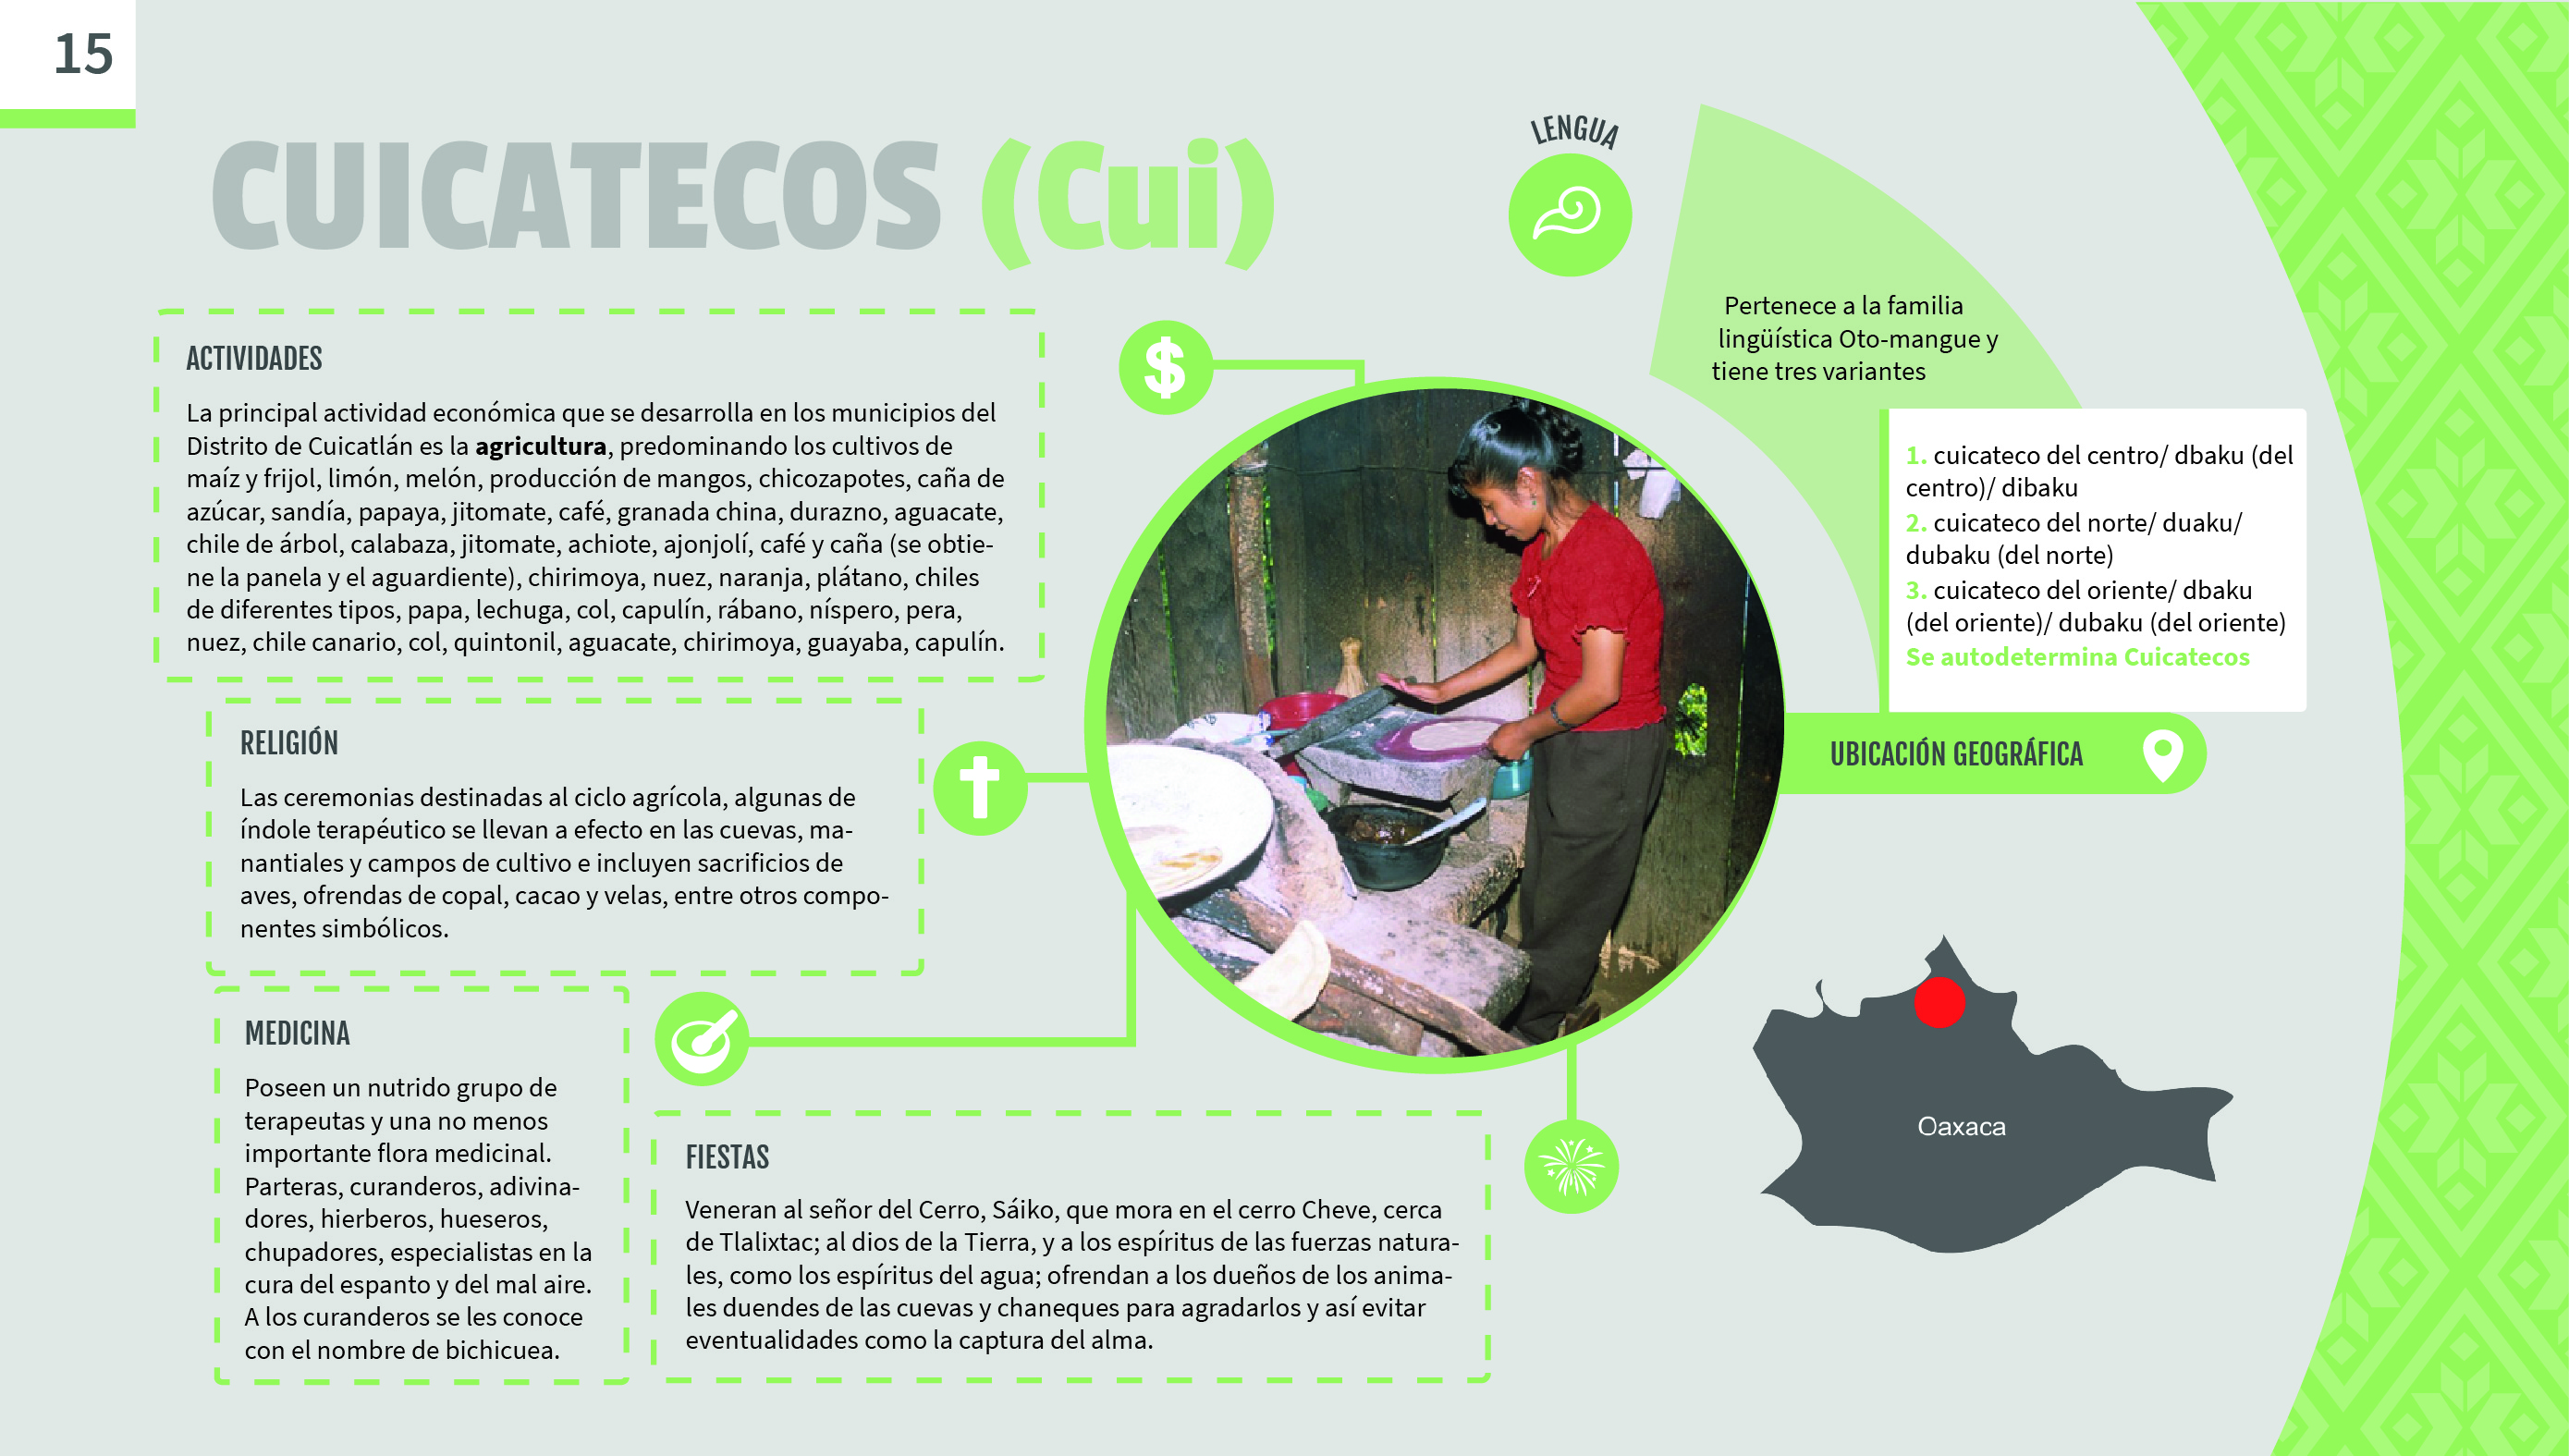 15
CUICATECOS (Cui)
LENGUA
Pertenece a la familia
lingüística Oto-mangue y
tiene tres variantes
1. cuicateco del centro/ dbaku (del
centro)/ dibaku
2. cuicateco del norte/ duaku/
dubaku (del norte)
3. cuicateco del oriente/ dbaku
(del oriente)/ dubaku (del oriente)
Se autodetermina Cuicatecos
UBICACIÓN GEOGRÁFICA
Oaxaca
ACTIVIDADES
La principal actividad económica que se desarrolla en los municipios del
Distrito de Cuicatlán es la agricultura, predominando los cultivos de
maíz y frijol, limón, melón, producción de mangos, chicozapotes, caña de
azúcar, sandía, papaya, jitomate, café, granada china, durazno, aguacate,
chile de árbol, calabaza, jitomate, achiote, ajonjolí, café y caña (se obtie-
ne la panela y el aguardiente), chirimoya, nuez, naranja, plátano, chiles
de diferentes tipos, papa, lechuga, col, capulín, rábano, níspero, pera,
nuez, chile canario, col, quintonil, aguacate, chirimoya, guayaba, capulín.
$
RELIGIÓN
Las ceremonias destinadas al ciclo agrícola, algunas de
índole terapéutico se llevan a efecto en las cuevas, ma-
nantiales y campos de cultivo e incluyen sacrificios de
aves, ofrendas de copal, cacao y velas, entre otros compo-
nentes simbólicos.
MEDICINA
Poseen un nutrido grupo de
terapeutas y una no menos
importante flora medicinal.
Parteras, curanderos, adivina-
dores, hierberos, hueseros,
chupadores, especialistas en la
cura del espanto y del mal aire.
A los curanderos se les conoce
con el nombre de bichicuea.
FIESTAS
Veneran al señor del Cerro, Sáiko, que mora en el cerro Cheve, cerca
de Tlalixtac; al dios de la Tierra, y a los espíritus de las fuerzas natura-
les, como los espíritus del agua; ofrendan a los dueños de los anima-
les duendes de las cuevas y chaneques para agradarlos y así evitar
eventualidades como la captura del alma.